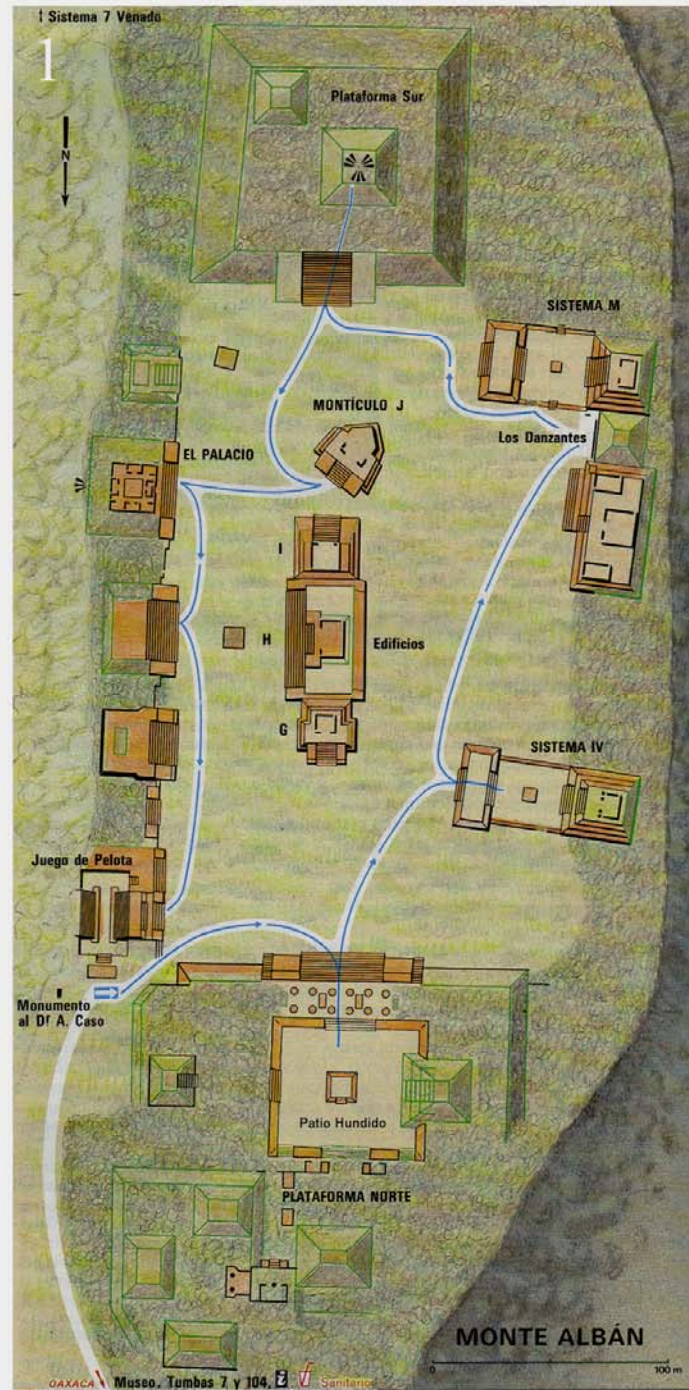 Sistema 7 Venado
1
Plataforma Sur
N
SISTEMA M
MONTÍCULO J
Los Danzantes
EL PALACIO
I
H
Edificios
G
SISTEMA IV
Juego de Pelota
Monumento
al Dr A. Caso
Patio Hundido
PLATAFORMA NORTE
MONTE ALBÁN
0
100 m
OAXACA
Museo, Tumbas 7 y 104,
i
Sanitarios